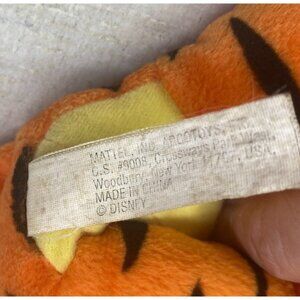 MATTEL, INC. ARCOTOYS,
C.S. #9008, Crossways Park West,
Woodbury, New York 11797, USA.
MADE IN CHINA
© DISNEY